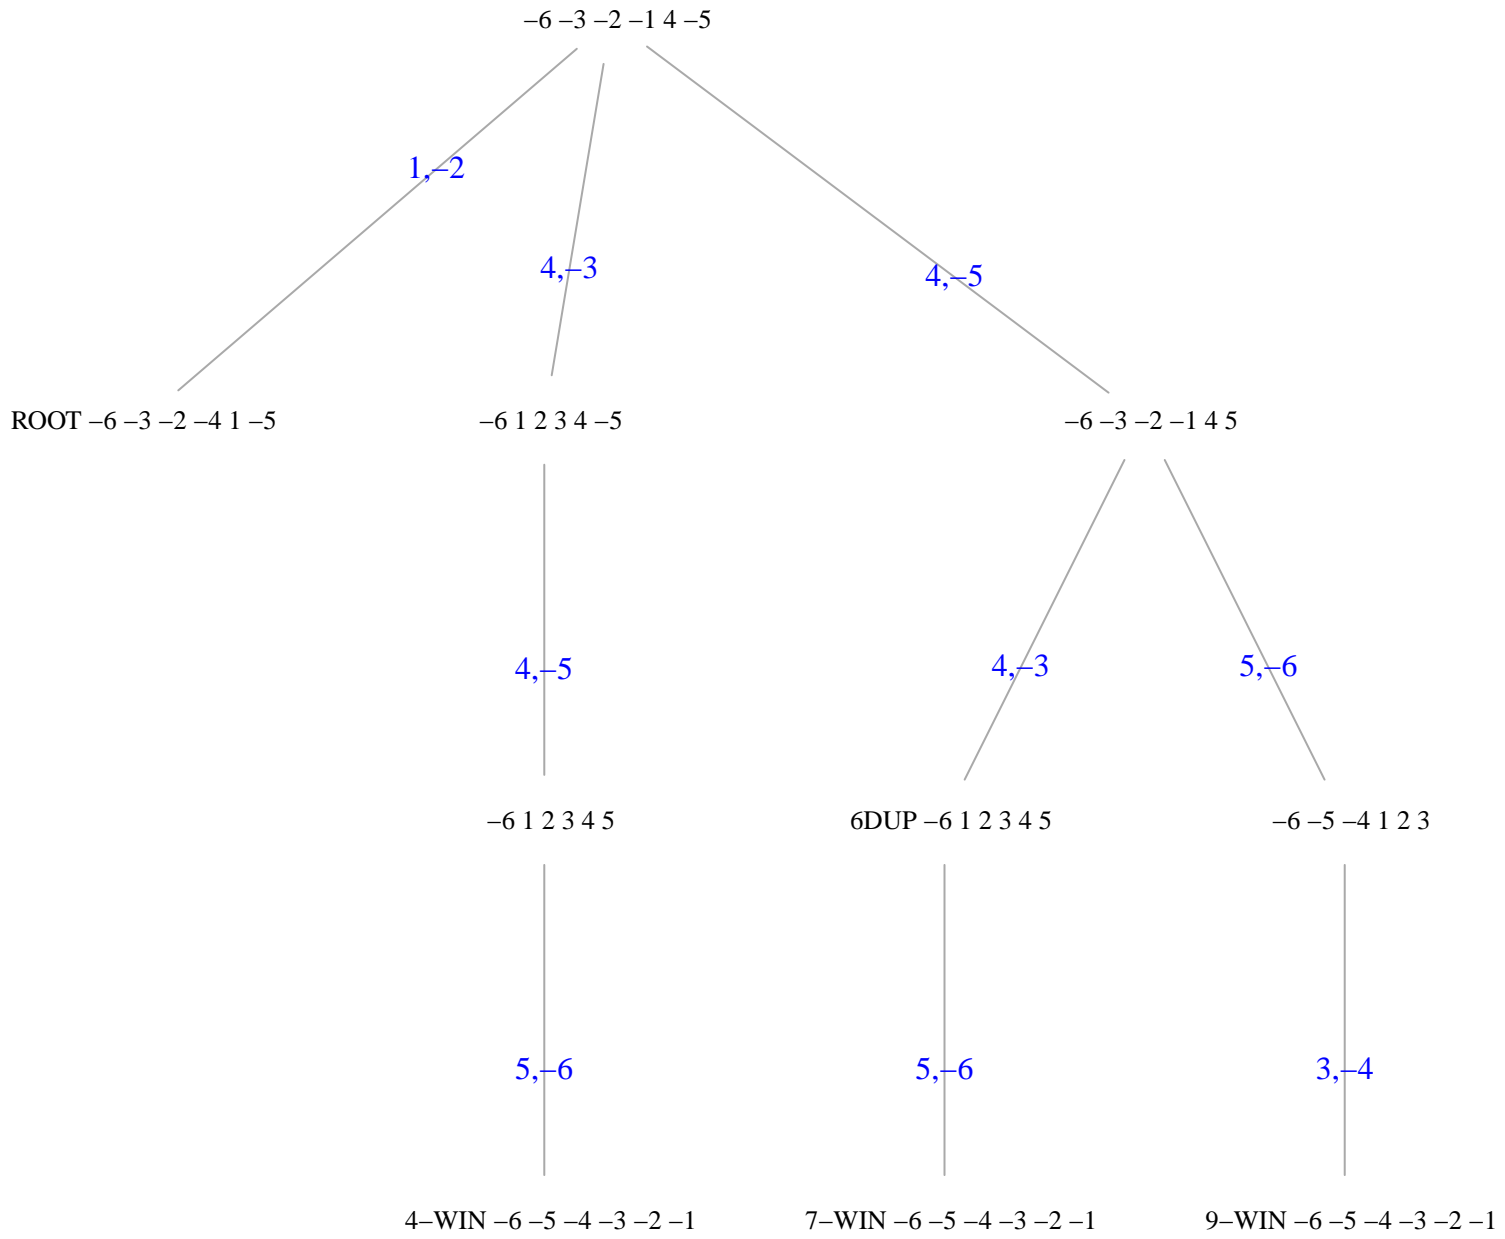 –6 –3 –2 –1 4 –5
1,–2
4,–3
4,–5
ROOT –6 –3 –2 –4 1 –5
–6 1 2 3 4 –5
–6 –3 –2 –1 4 5
4,–5
4,–3
5,–6
–6 1 2 3 4 5
6DUP –6 1 2 3 4 5
–6 –5 –4 1 2 3
5,–6
5,–6
3,–4
4–WIN –6 –5 –4 –3 –2 –1
7–WIN –6 –5 –4 –3 –2 –1
9–WIN –6 –5 –4 –3 –2 –1